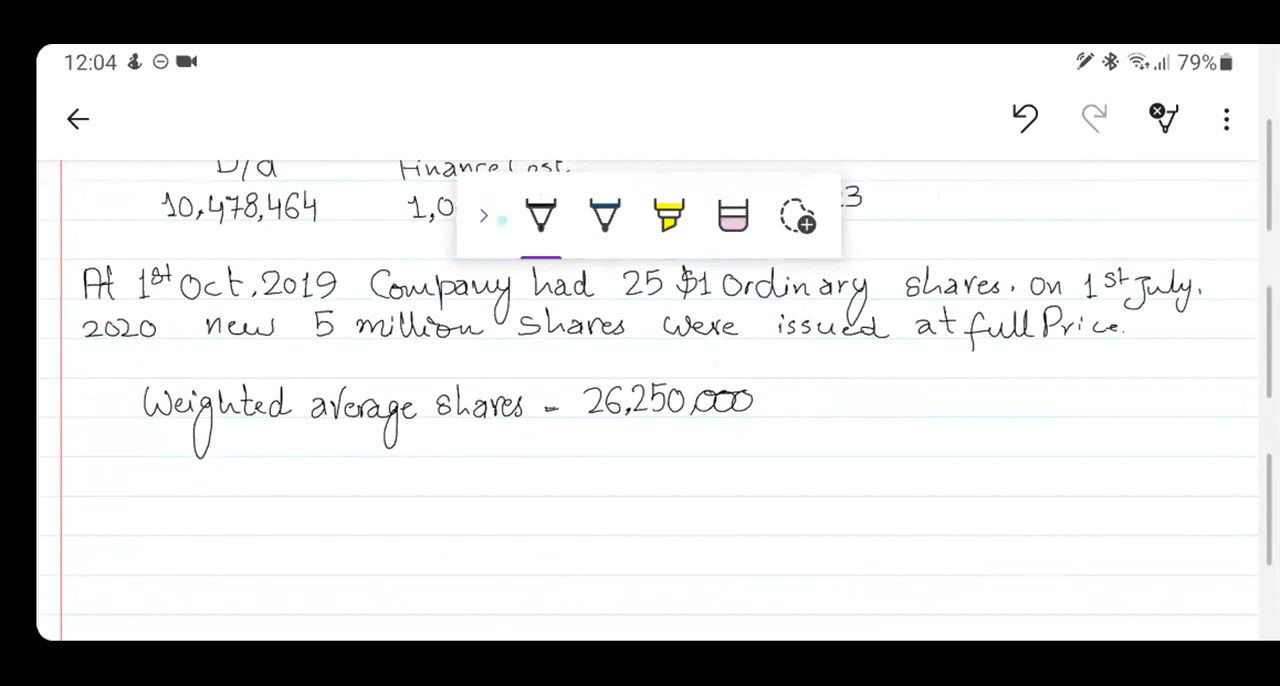 12:04 79%
Finance Cost.
10,478,464 1,0 3
At 1st Oct. 2019 Company had 25 $1 Ordinary shares. On 1st July.
2020 new 5 million shares were issued at full Price.
Weighted average shares = 26,250,000